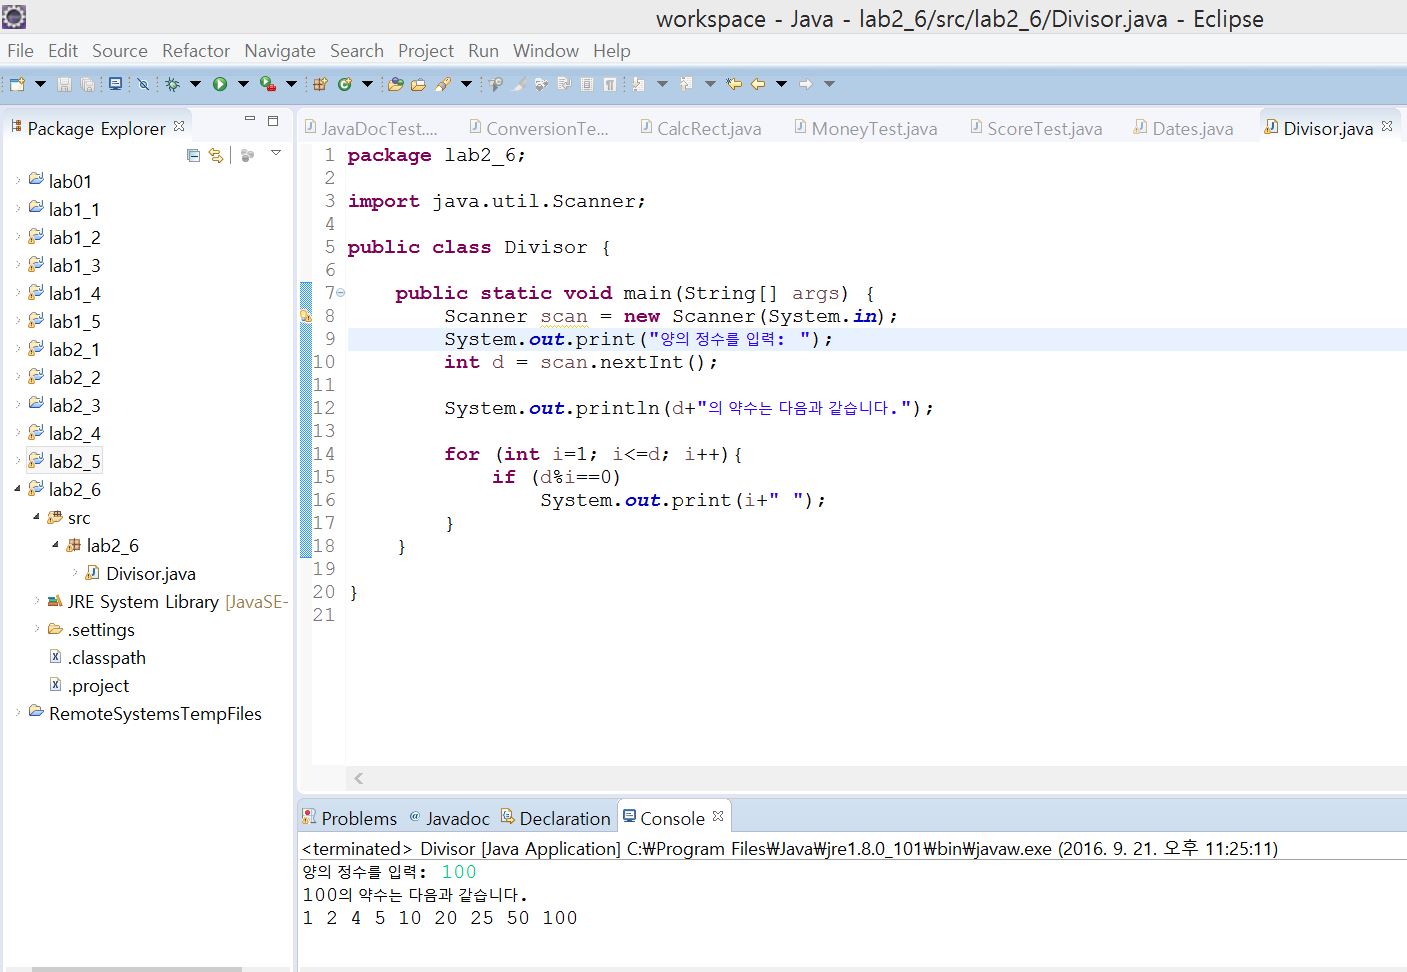 workspace - Java - lab2_6/src/lab2_6/Divisor.java - Eclipse
File Edit Source Refactor Navigate Search Project Run Window Help
Package Explorer
lab01
lab1_1
lab1_2
lab1_3
lab1_4
lab1_5
lab2_1
lab2_2
lab2_3
lab2_4
lab2_5
lab2_6
src
lab2_6
Divisor.java
JRE System Library [JavaSE-
.settings
.classpath
.project
RemoteSystemsTempFiles
JavaDocTest.... ConversionTe... CalcRect.java MoneyTest.java ScoreTest.java Dates.java Divisor.java
1 package lab2_6;
2
3 import java.util.Scanner;
4
5 public class Divisor {
6
7 public static void main(String[] args) {
8 Scanner scan = new Scanner(System.in);
9 System.out.print("양의 정수를 입력: ");
10 int d = scan.nextInt();
11
12 System.out.println(d+"의 약수는 다음과 같습니다.");
13
14 for (int i=1; i<=d; i++){
15 if (d%i==0)
16 System.out.print(i+" ");
17 }
18 }
19
20 }
21
Problems Javadoc Declaration Console
<terminated> Divisor [Java Application] C:₩Program Files₩Java₩jre1.8.0_101₩bin₩javaw.exe (2016. 9. 21. 오후 11:25:11)
양의 정수를 입력: 100
100의 약수는 다음과 같습니다.
1 2 4 5 10 20 25 50 100